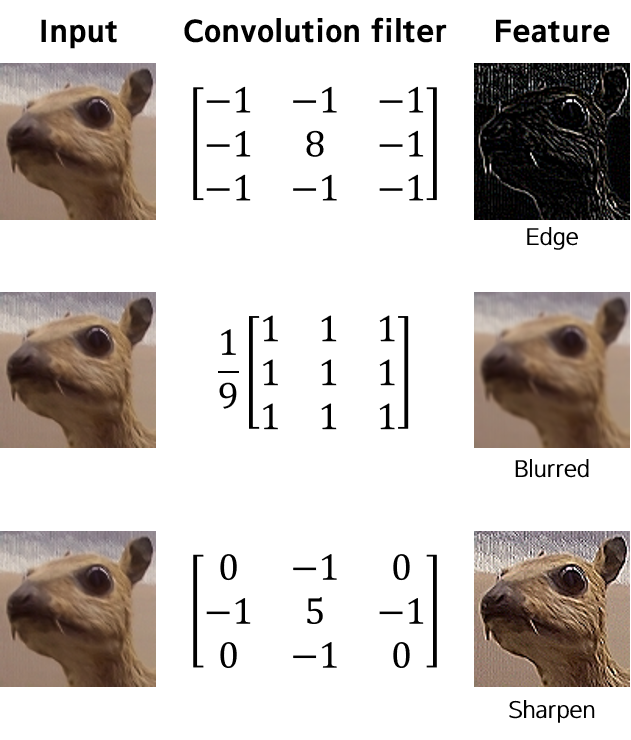 Input Convolution filter Feature
−1 −1 −1
−1 8 −1
−1 −1 −1
Edge
1/9
1 1 1
1 1 1
1 1 1
Blurred
0 −1 0
−1 5 −1
0 −1 0
Sharpen